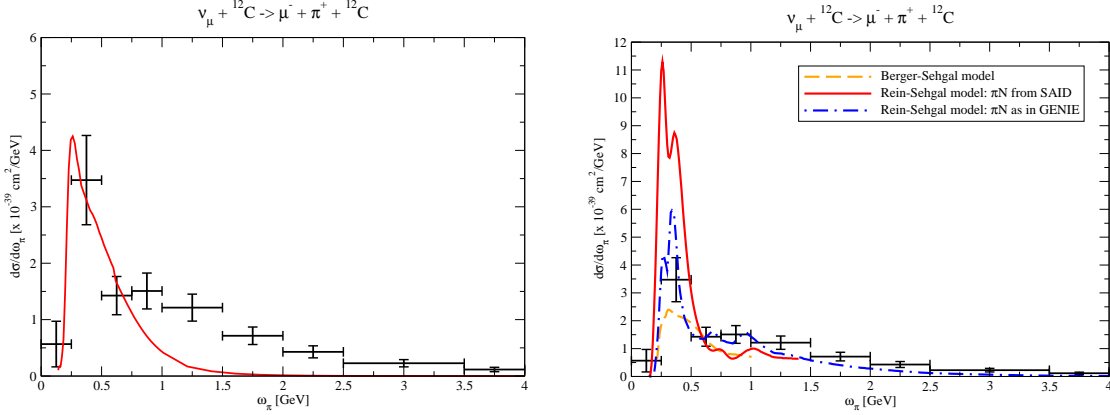 ν_μ + ¹²C -> μ⁻ + π⁺ + ¹²C
6
5
4
3
2
1
0
dσ/dω_π [x 10⁻³⁹ cm²/GeV]
0 0.5 1 1.5 2 2.5 3 3.5 4
ω_π [GeV]
ν_μ + ¹²C -> μ⁻ + π⁺ + ¹²C
12
11
10
9
8
7
6
5
4
3
2
1
0
dσ/dω_π [x 10⁻³⁹ cm²/GeV]
Berger-Sehgal model
Rein-Sehgal model: πN from SAID
Rein-Sehgal model: πN as in GENIE
0 0.5 1 1.5 2 2.5 3 3.5 4
ω_π [GeV]